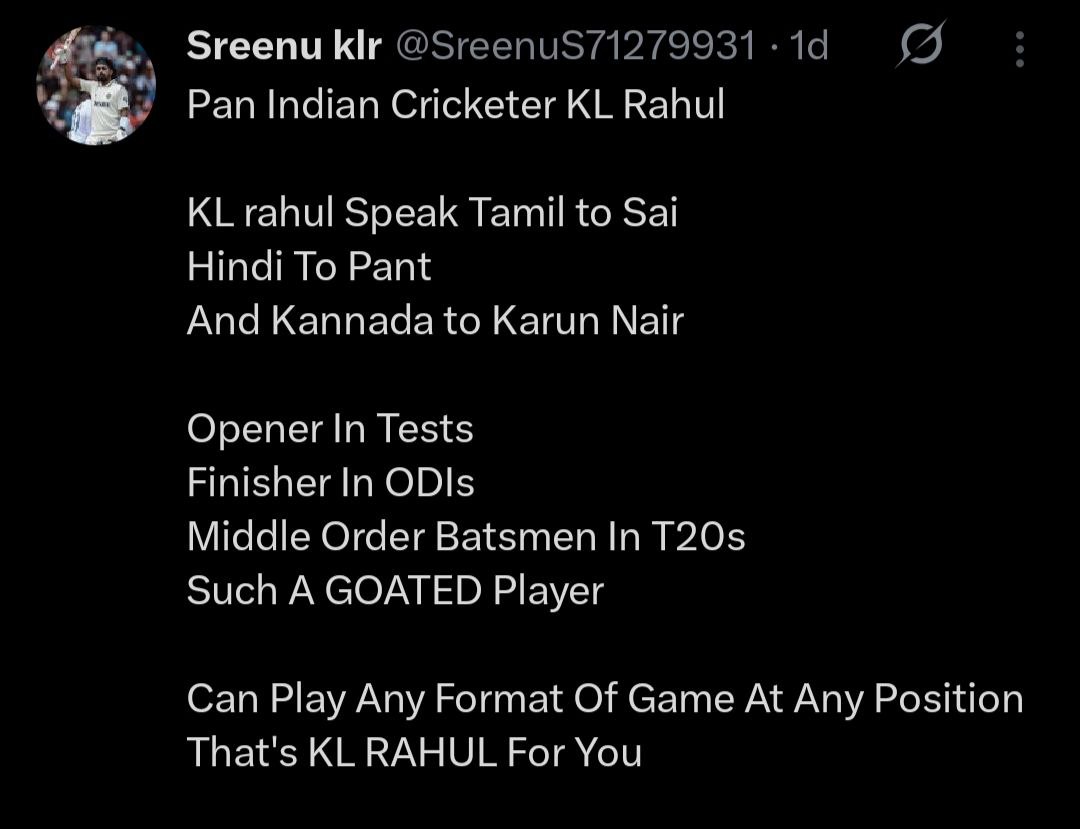 Sreenu klr @SreenuS71279931 · 1d
Pan Indian Cricketer KL Rahul
KL rahul Speak Tamil to Sai
Hindi To Pant
And Kannada to Karun Nair
Opener In Tests
Finisher In ODIs
Middle Order Batsmen In T20s
Such A GOATED Player
Can Play Any Format Of Game At Any Position
That's KL RAHUL For You